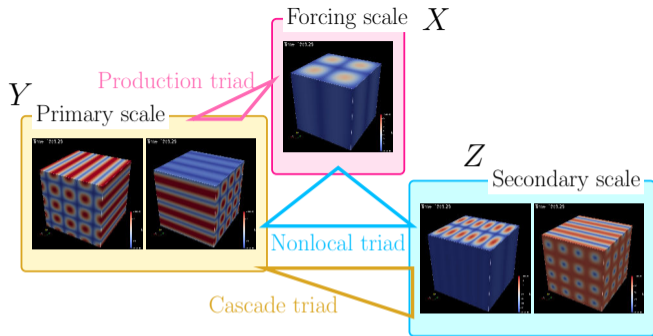 Forcing scale
X
Production triad
Y
Primary scale
Z
Secondary scale
Nonlocal triad
Cascade triad